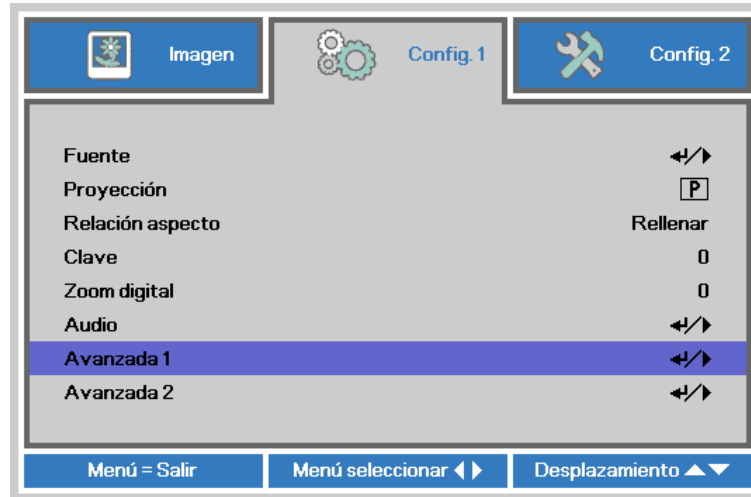 Imagen Config. 1 Config. 2
Fuente
Proyección P
Relación aspecto Rellenar
Clave 0
Zoom digital 0
Audio
Avanzada 1
Avanzada 2
Menú = Salir Menú seleccionar Desplazamiento